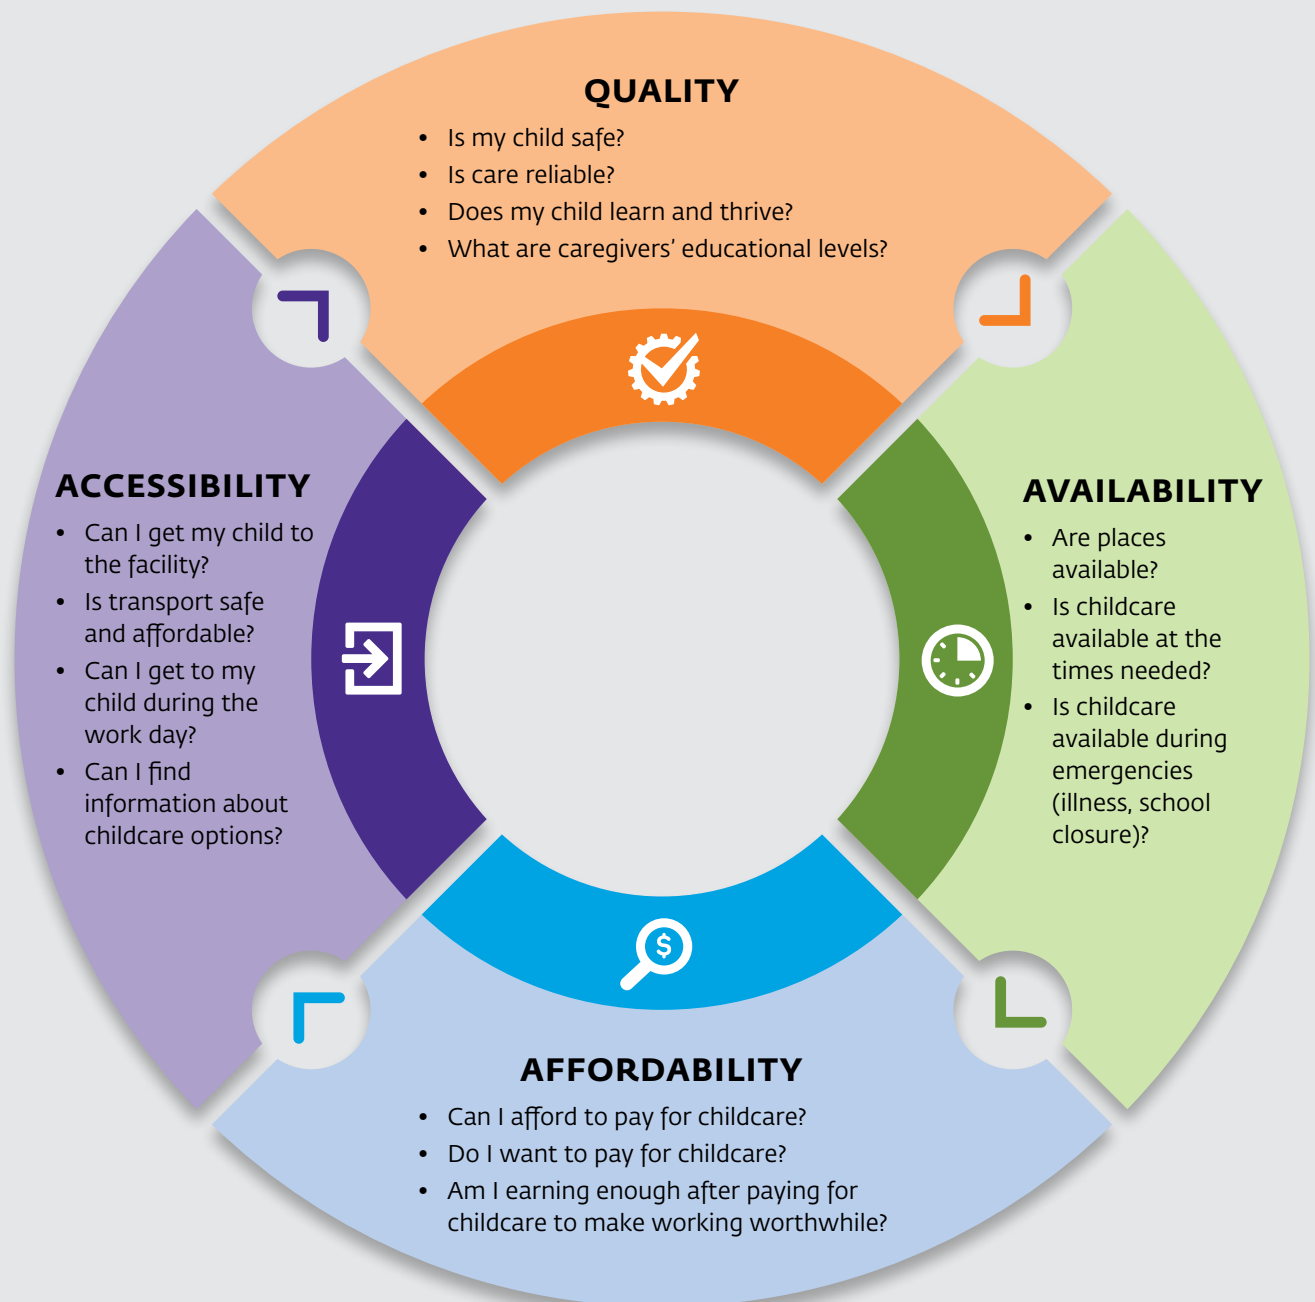 QUALITY
• Is my child safe?
• Is care reliable?
• Does my child learn and thrive?
• What are caregivers’ educational levels?
ACCESSIBILITY
• Can I get my child to
the facility?
• Is transport safe
and affordable?
• Can I get to my
child during the
work day?
• Can I find
information about
childcare options?
AVAILABILITY
• Are places
available?
• Is childcare
available at the
times needed?
• Is childcare
available during
emergencies
(illness, school
closure)?
$
AFFORDABILITY
• Can I afford to pay for childcare?
• Do I want to pay for childcare?
• Am I earning enough after paying for
childcare to make working worthwhile?